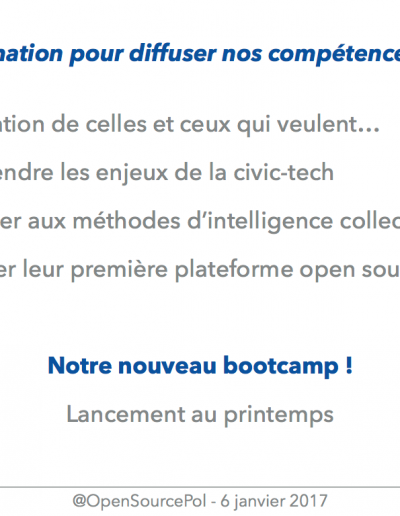 mation pour diffuser nos compétence
tion de celles et ceux qui veulent…
endre les enjeux de la civic-tech
er aux méthodes d’intelligence collec
er leur première plateforme open sou
Notre nouveau bootcamp !
Lancement au printemps
@OpenSourcePol - 6 janvier 2017